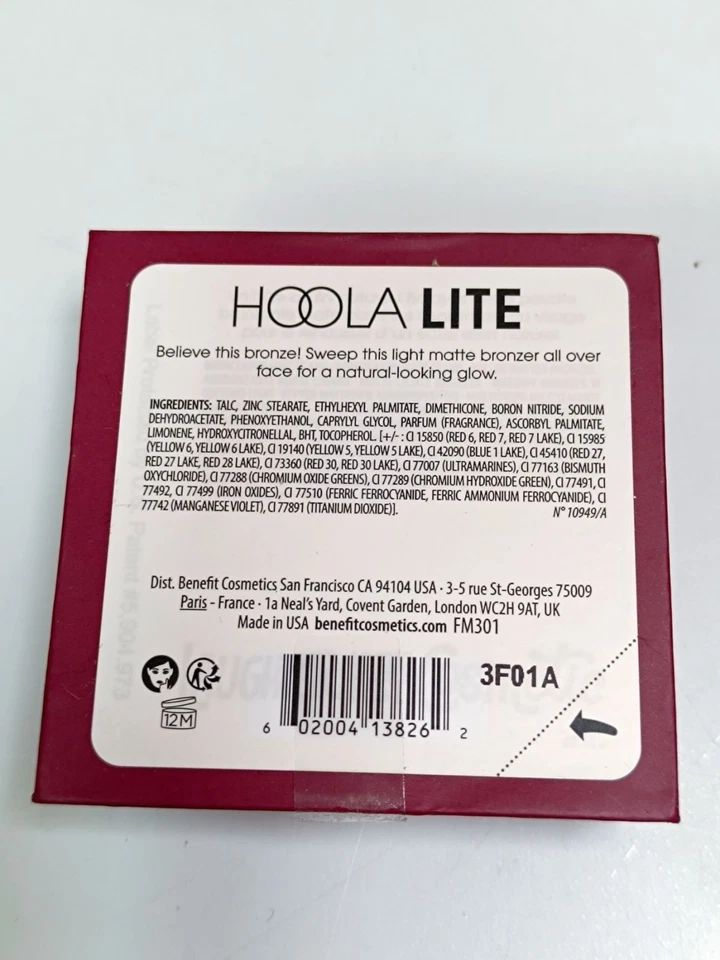 HOOLA LITE
Believe this bronze! Sweep this light matte bronzer all over
face for a natural-looking glow.
INGREDIENTS: TALC, ZINC STEARATE, ETHYLHEXYL PALMITATE, DIMETHICONE, BORON NITRIDE, SODIUM
DEHYDROACETATE, PHENOXYETHANOL, CAPRYLYL GLYCOL, PARFUM (FRAGRANCE), ASCORBYL PALMITATE,
LIMONENE, HYDROXYCITRONELLAL, BHT, TOCOPHEROL. [+/- : CI 15850 (RED 6, RED 7, RED 7 LAKE), CI 15985
(YELLOW 6, YELLOW 6 LAKE), CI 19140 (YELLOW 5, YELLOW 5 LAKE), CI 42090 (BLUE 1 LAKE), CI 45410 (RED 27,
RED 27 LAKE, RED 28 LAKE), CI 73360 (RED 30, RED 30 LAKE), CI 77007 (ULTRAMARINES), CI 77163 (BISMUTH
OXYCHLORIDE), CI 77288 (CHROMIUM OXIDE GREENS), CI 77289 (CHROMIUM HYDROXIDE GREEN), CI 77491, CI
77492, CI 77499 (IRON OXIDES), CI 77510 (FERRIC FERROCYANIDE, FERRIC AMMONIUM FERROCYANIDE), CI
77742 (MANGANESE VIOLET), CI 77891 (TITANIUM DIOXIDE)].
N° 10949/A
Dist. Benefit Cosmetics San Francisco CA 94104 USA · 3-5 rue St-Georges 75009
Paris - France · 1a Neal's Yard, Covent Garden, London WC2H 9AT, UK
Made in USA benefitcosmetics.com FM301
3F01A
12M
6 02004 13826 2